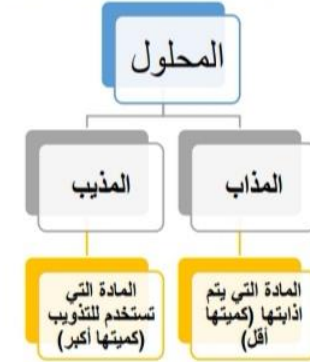 المحلول
المذاب
المذيب
المادة التي يتم
اذابتها (كميتها
أقل)
المادة التي
تستخدم للتذويب
(كميتها أكبر)